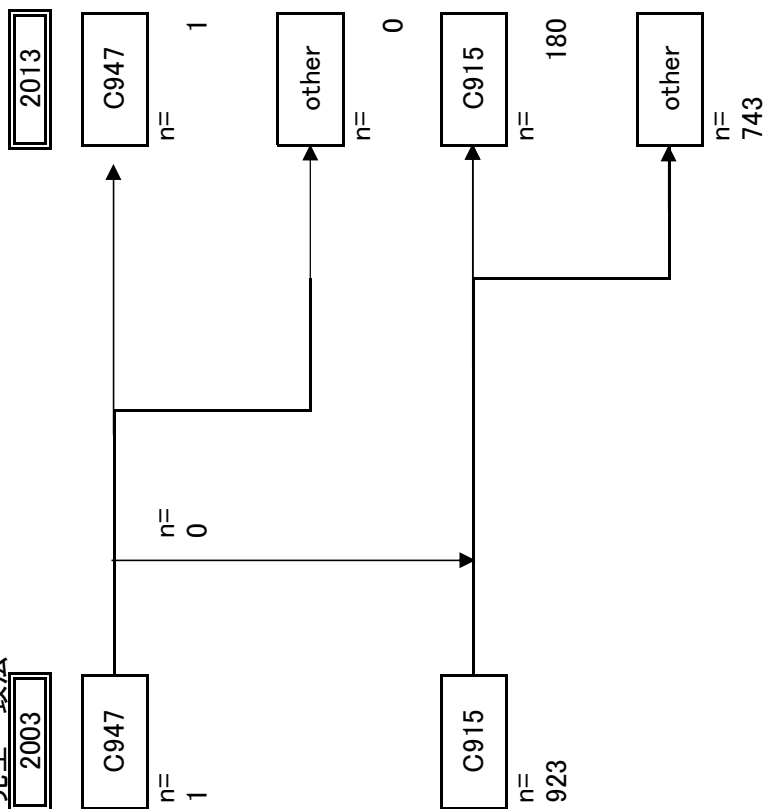 2003 2013
C947 C947
n= n= n=
1 0 1
other
n=
0
C915 C915
n= n=
923 180
other
n=
743